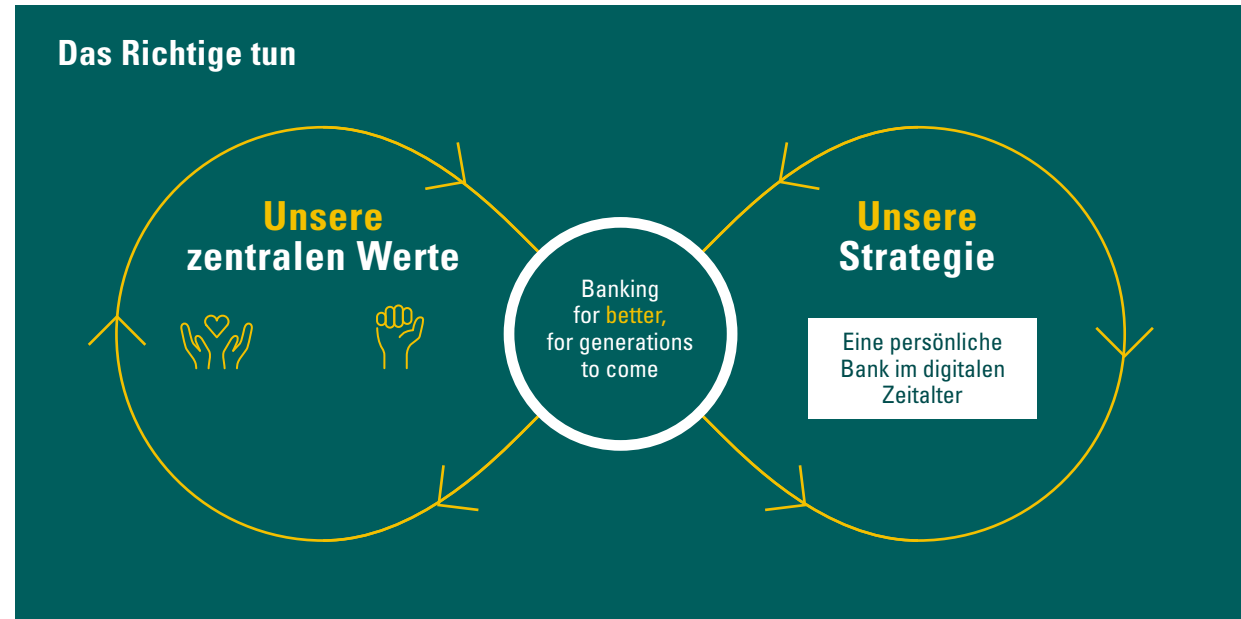 Das Richtige tun
Unsere
zentralen Werte
Banking
for better,
for generations
to come
Unsere
Strategie
Eine persönliche
Bank im digitalen
Zeitalter